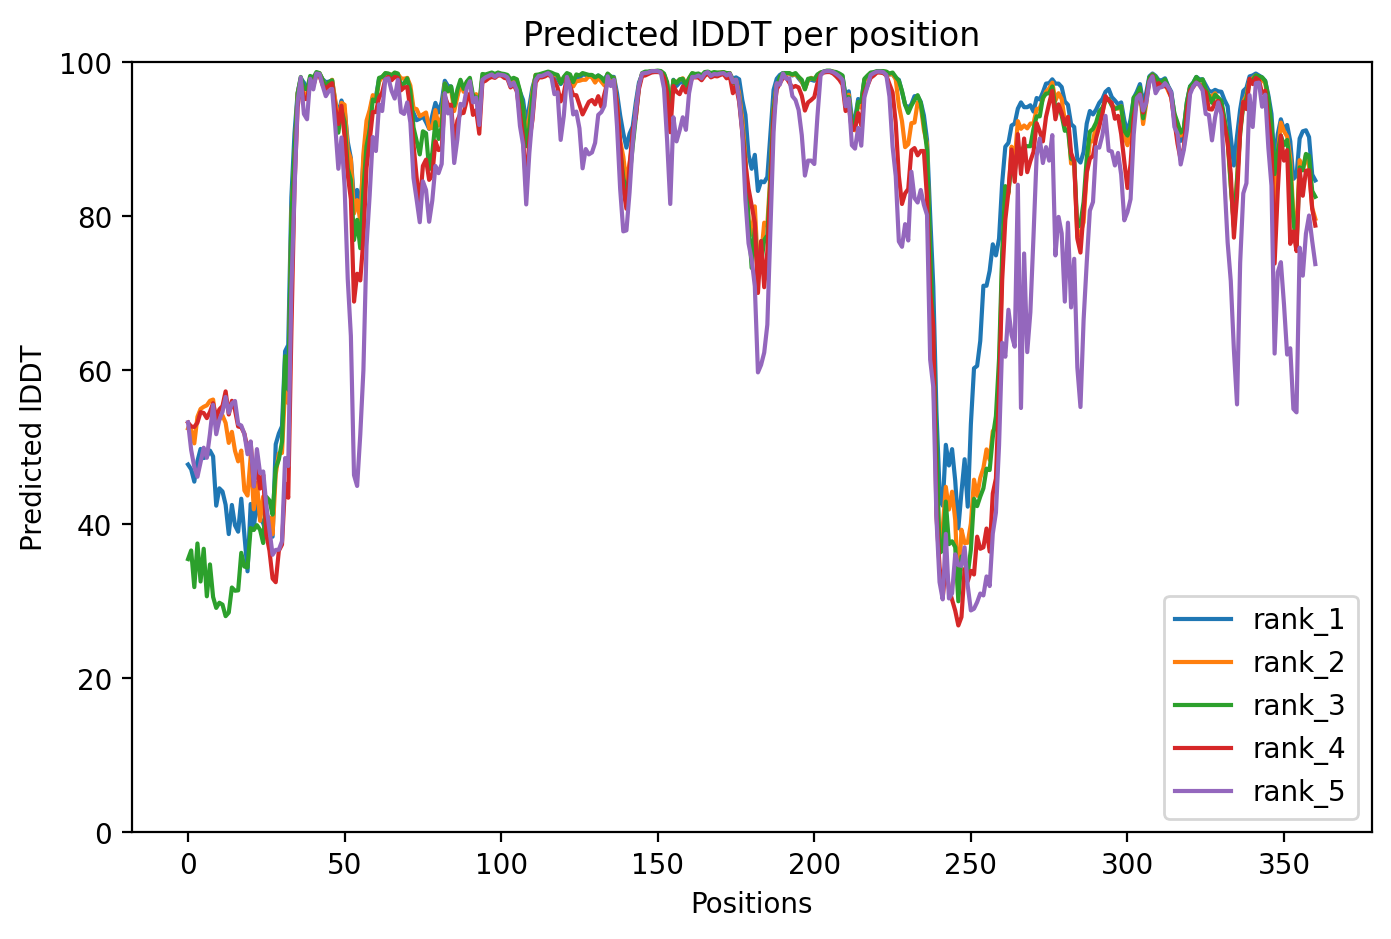 Predicted lDDT per position
100
80
60
40
20
0
Predicted lDDT
0 50 100 150 200 250 300 350
Positions
rank_1
rank_2
rank_3
rank_4
rank_5